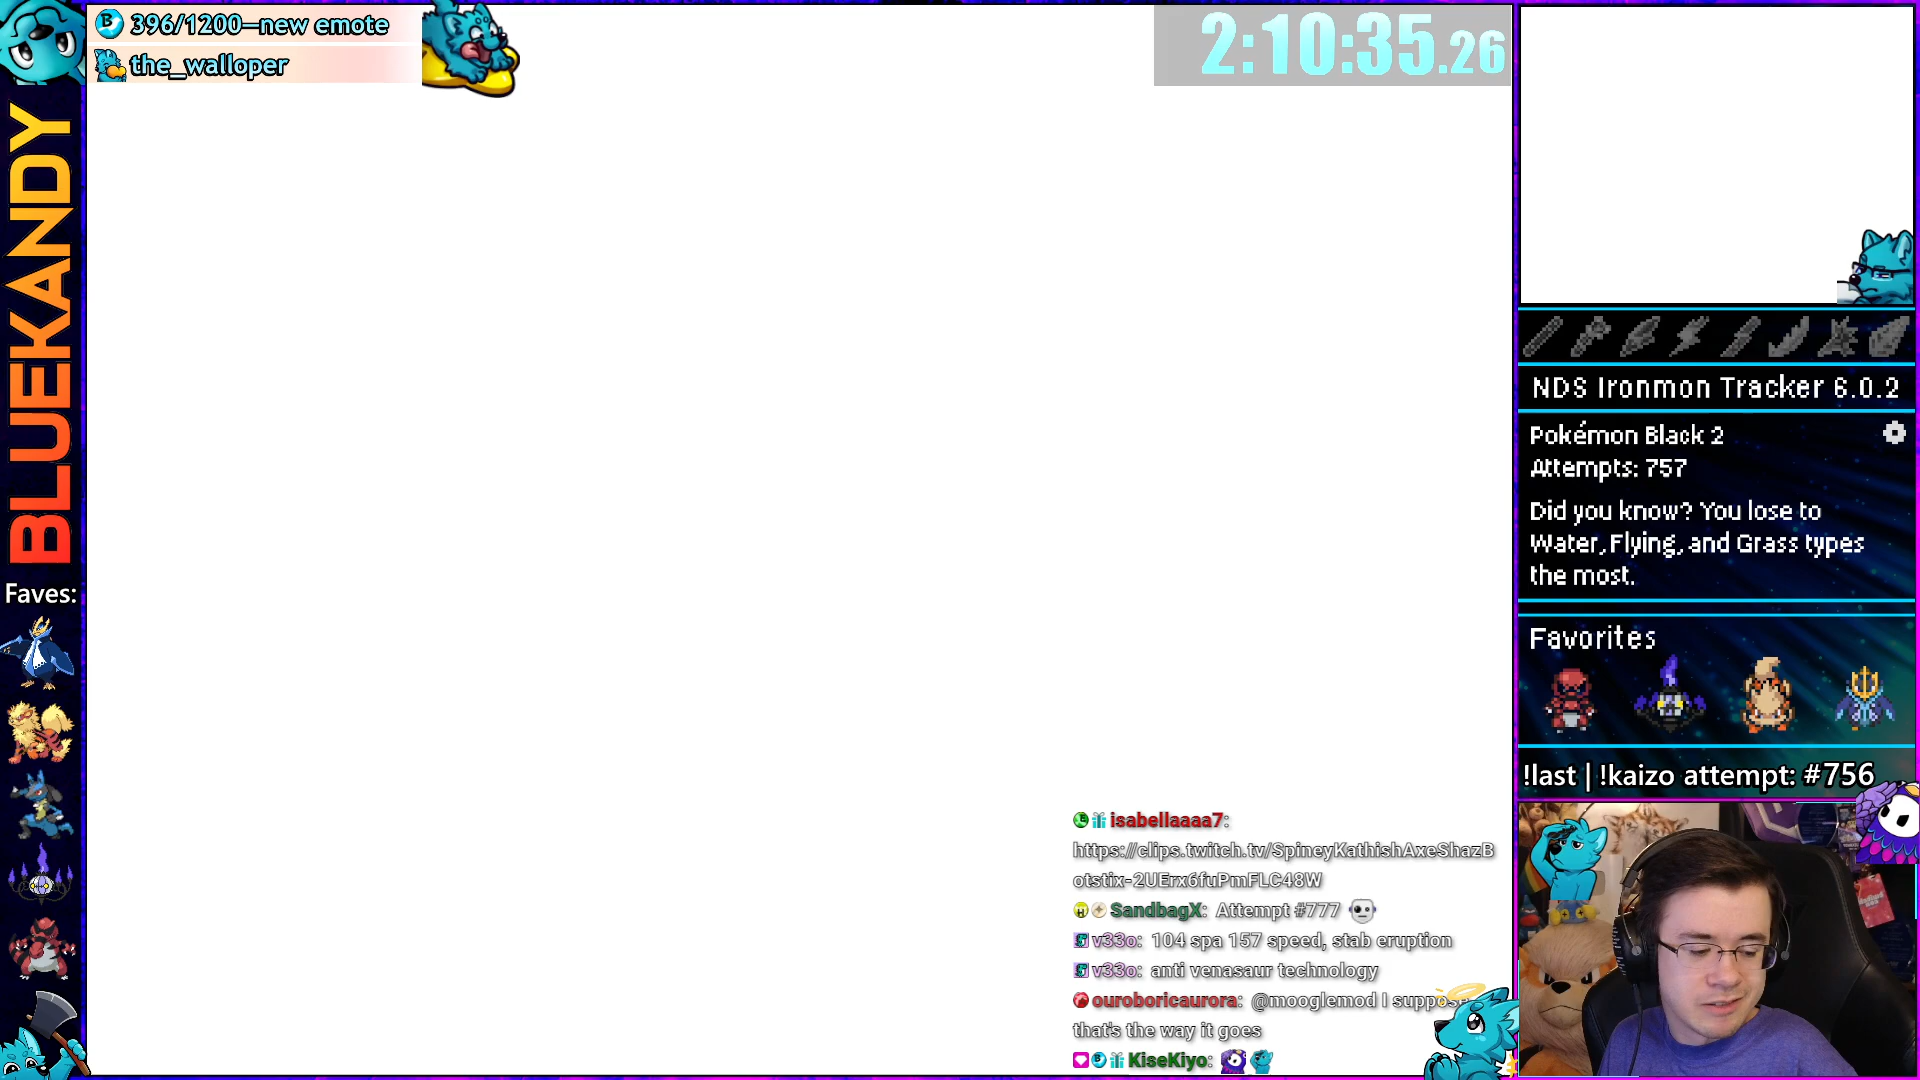 396/1200—new emote
the_walloper
2:10:35.26
BLUEKANDY
Faves:
NDS Ironmon Tracker 6.0.2
Pokémon Black 2
Attempts: 757
Did you know? You lose to
Water, Flying, and Grass types
the most.
Favorites
!last | !kaizo attempt: #756
isabellaaaa7:
https://clips.twitch.tv/SpineyKathishAxeShazB
otstix-2UErx6fuPmFLC48W
SandbagX: Attempt #777
v33o: 104 spa 157 speed, stab eruption
v33o: anti venasaur technology
ouroboricaurora: @mooglemod I suppose
that's the way it goes
KiseKiyo: